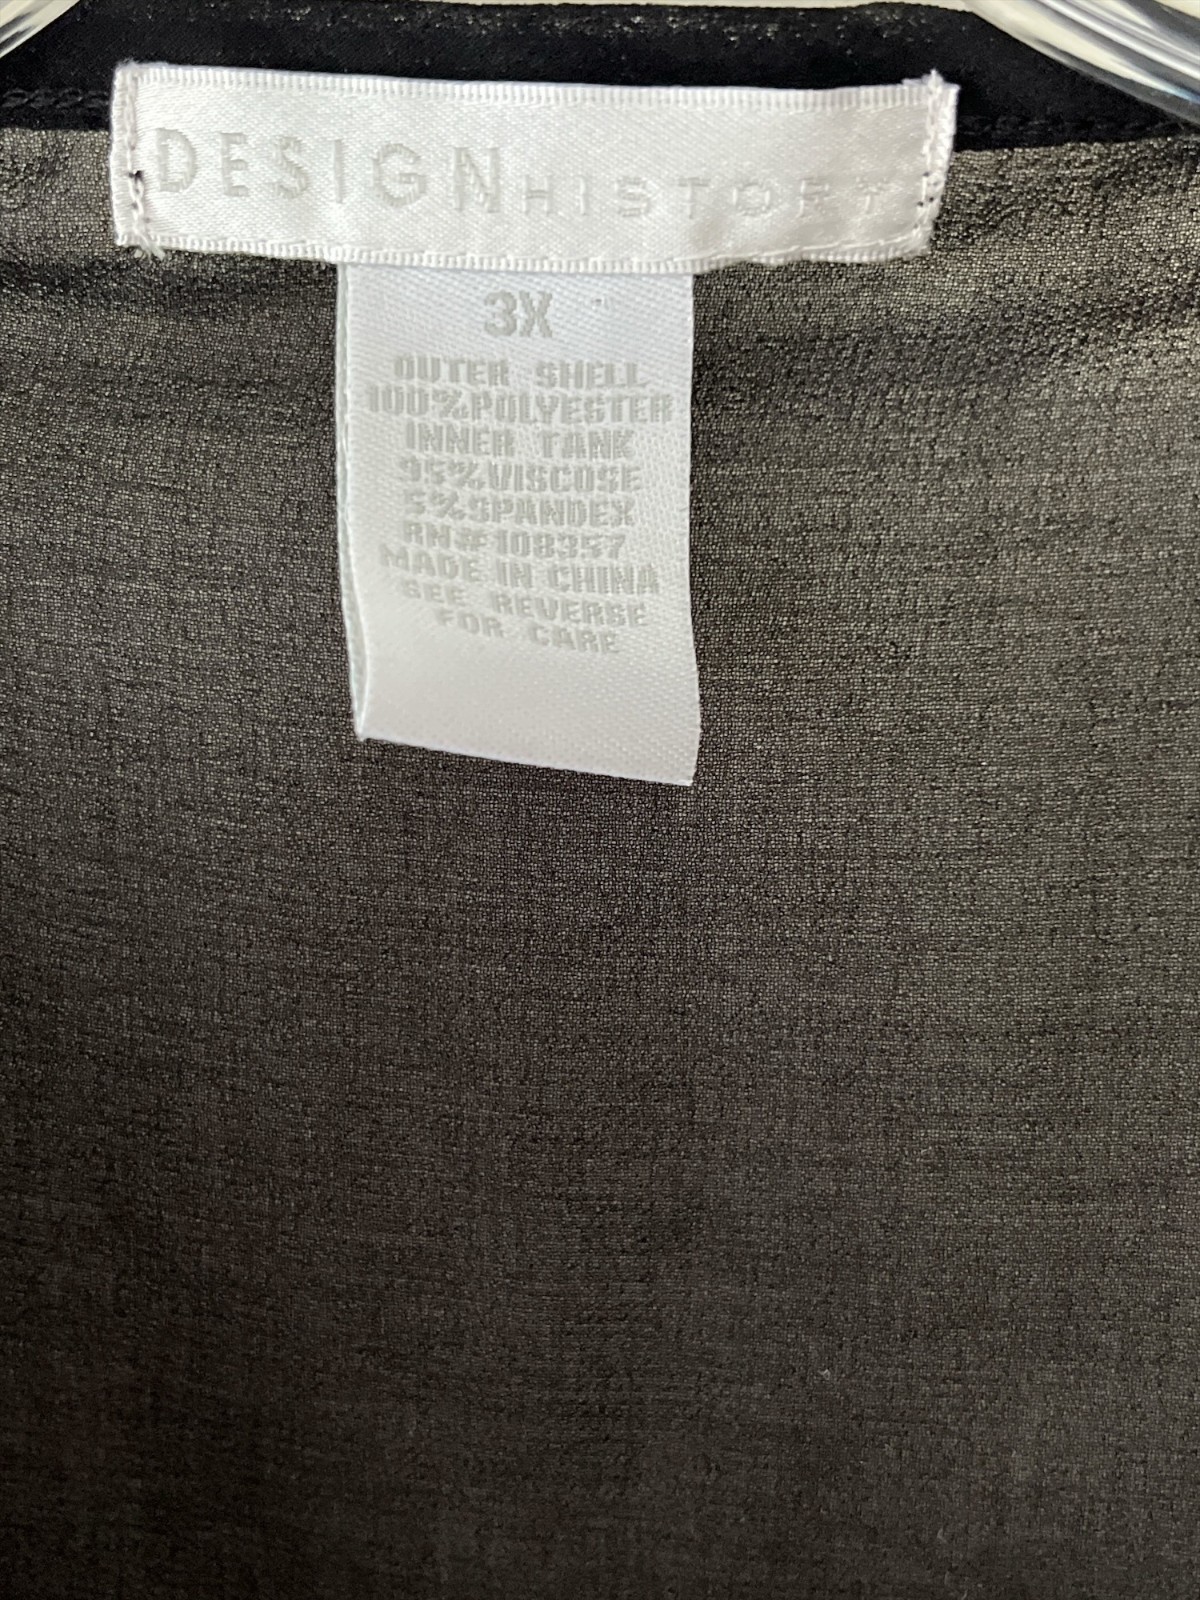 DESIGNHISTORY
3X
OUTER SHELL
100%POLYESTER
INNER TANK
95%VISCOSE
5%SPANDEX
RN#108357
MADE IN CHINA
SEE REVERSE
FOR CARE